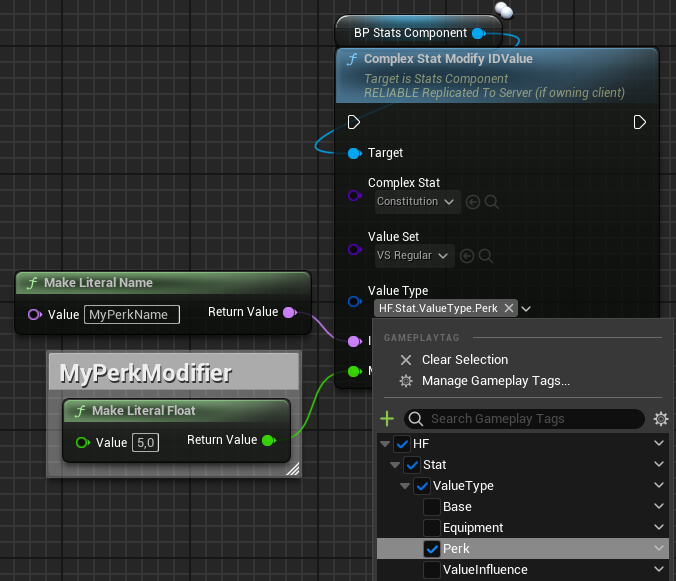 BP Stats Component
Complex Stat Modify IDValue
Target is Stats Component
RELIABLE Replicated To Server (if owning client)
Target
Complex Stat
Constitution
Value Set
VS Regular
Value Type
HF.Stat.ValueType.Perk
Make Literal Name
Value MyPerkName Return Value
MyPerkModifier
Make Literal Float
Value 5,0 Return Value
GAMEPLAYTAG
Clear Selection
Manage Gameplay Tags...
Search Gameplay Tags
HF
Stat
ValueType
Base
Equipment
Perk
ValueInfluence